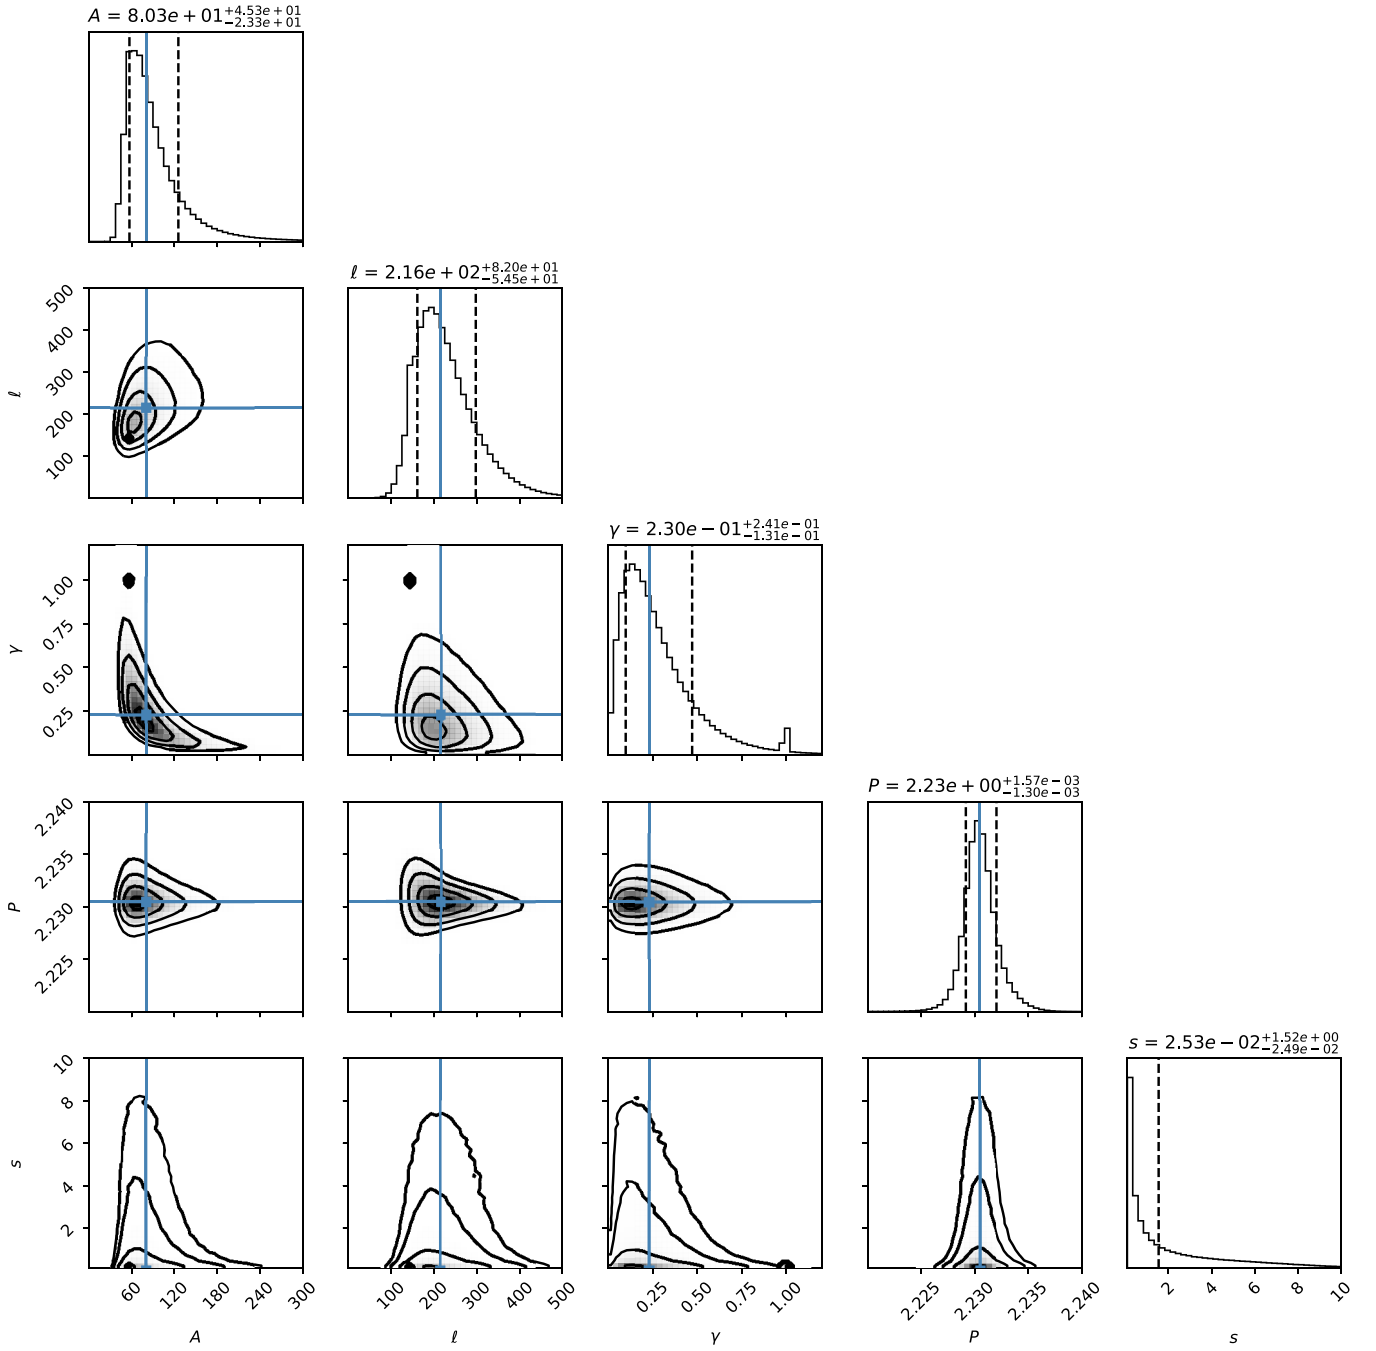 A = 8.03e + 01 +4.53e + 01 −2.33e + 01
ℓ = 2.16e + 02 +8.20e + 01 −5.45e + 01
500
400
300
200
100
ℓ
γ = 2.30e − 01 +2.41e − 01 −1.31e − 01
1.00
0.75
0.50
0.25
γ
P = 2.23e + 00 +1.57e − 03 −1.30e − 03
2.240
2.235
2.230
2.225
P
s = 2.53e − 02 +1.52e + 00 −2.49e − 02
10
8
6
4
2
s
60 120 180 240 300
100 200 300 400 500
0.25 0.50 0.75 1.00
2.225 2.230 2.235 2.240
2 4 6 8 10
A ℓ γ P s